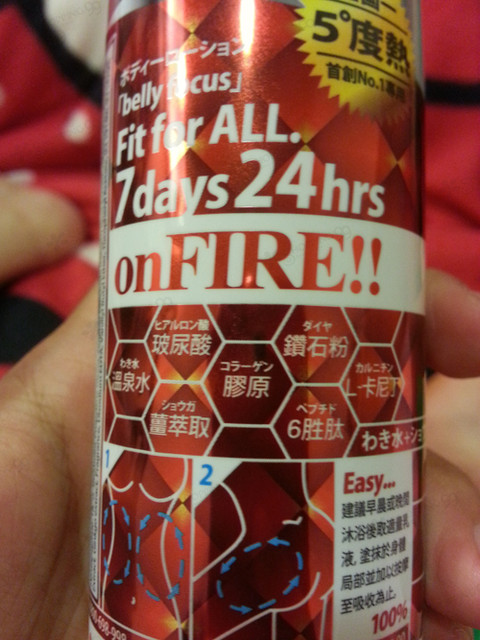 5°度熱
首創No.1專用
ボディーローション
「belly focus」
Fit for ALL.
7days 24hrs
onFIRE!!
ヒアルロン酸
玻尿酸
ダイヤ
鑽石粉
わき水
溫泉水
コラーゲン
膠原
カルニチン
L-卡尼丁
ショウガ
薑萃取
ペプチド
6胜肽
わき水+ショ
1
2
Easy...
建議早晨或晚間
沐浴後取適量乳
液,塗抹於身體
局部並加以按摩
至吸收為止。
100%